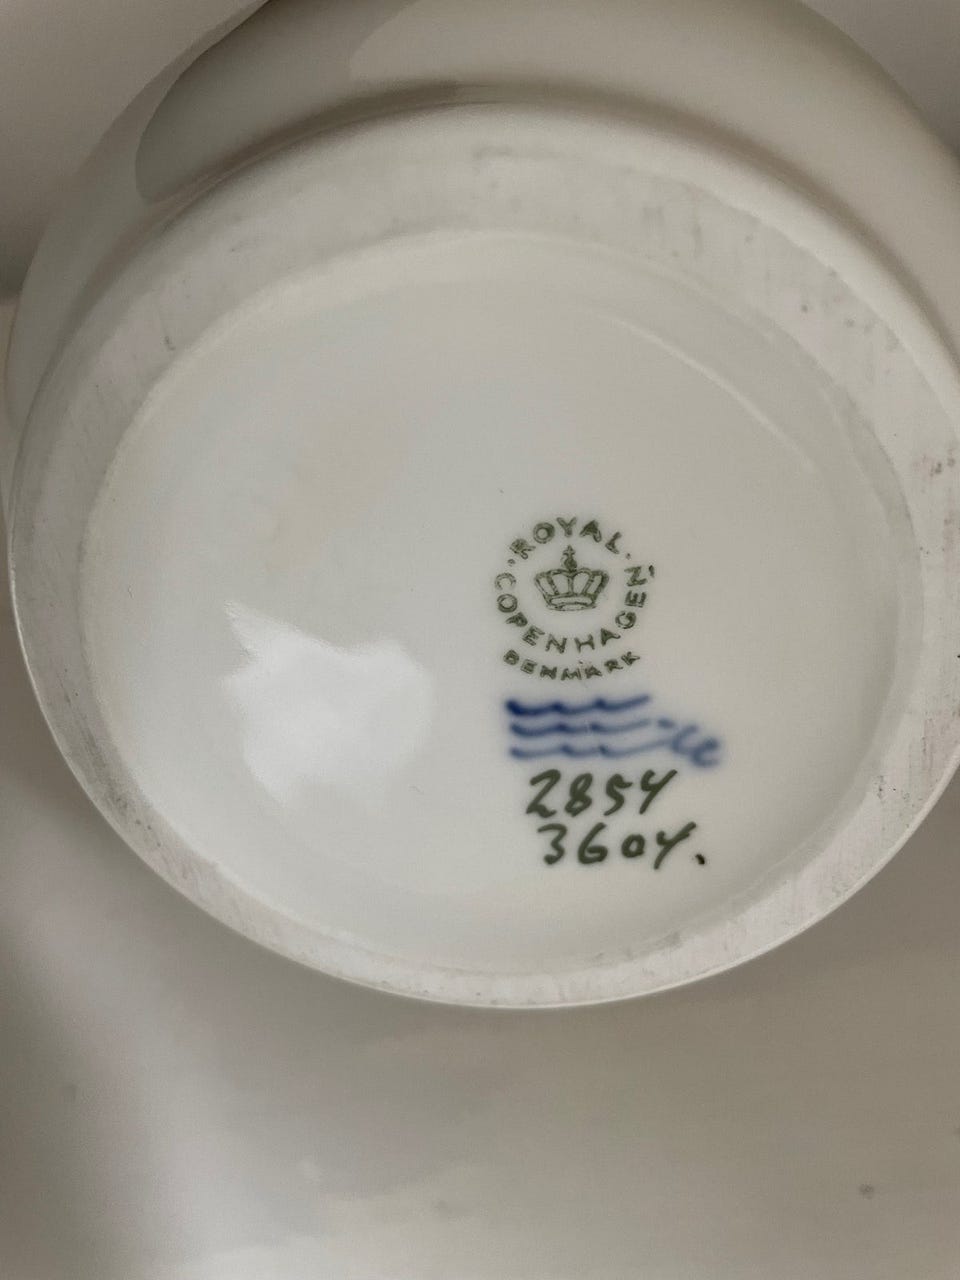 ROYAL
COPENHAGEN
DENMARK
2854
3604.